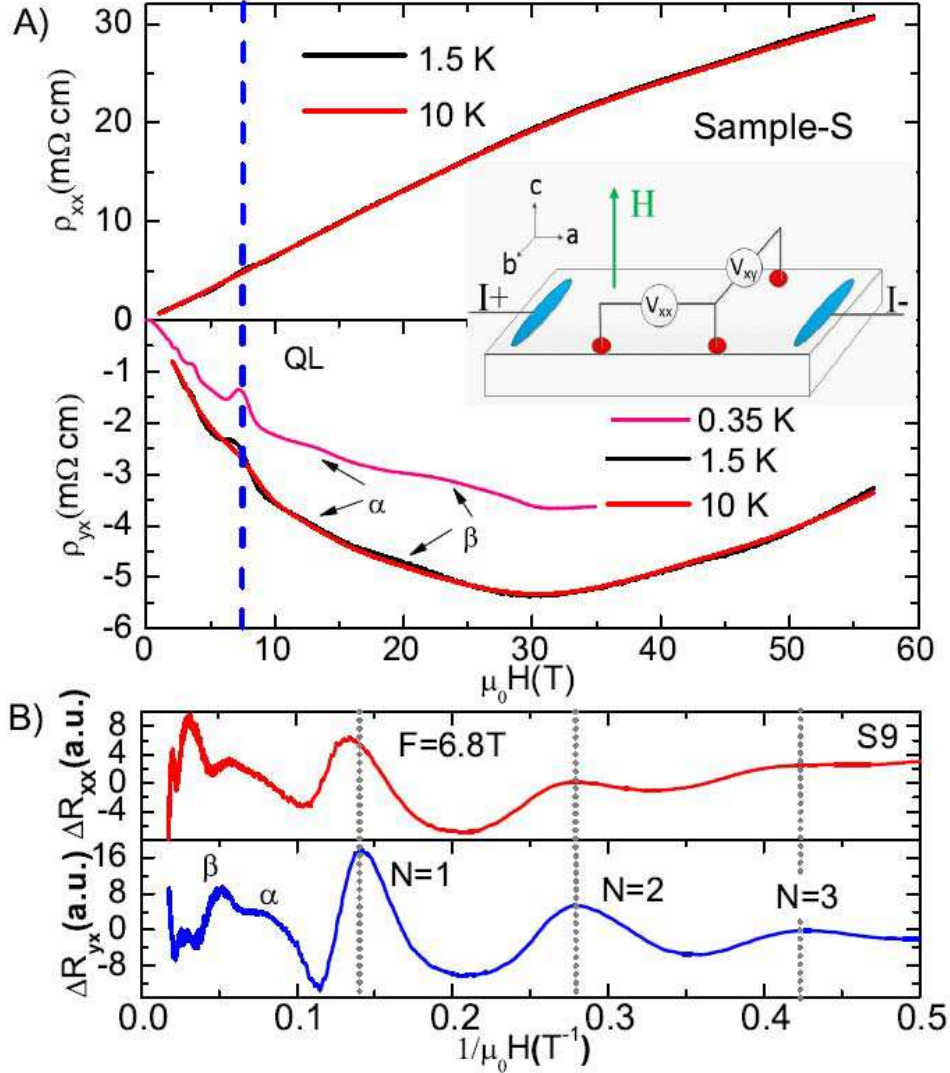 A)
30
20
10
0
ρxx(mΩ cm)
1.5 K
10 K
Sample-S
c
a
b
H
I+
Vxx
Vxy
I-
QL
-1
-2
-3
-4
-5
-6
ρyx(mΩ cm)
0.35 K
1.5 K
10 K
α
β
0 10 20 30 40 50 60
μ0H(T)
B)
8
4
0
-4
ΔRxx(a.u.)
F=6.8T
S9
16
8
0
-8
ΔRyx(a.u.)
β
α
N=1
N=2
N=3
0.0 0.1 0.2 0.3 0.4 0.5
1/μ0H(T-1)